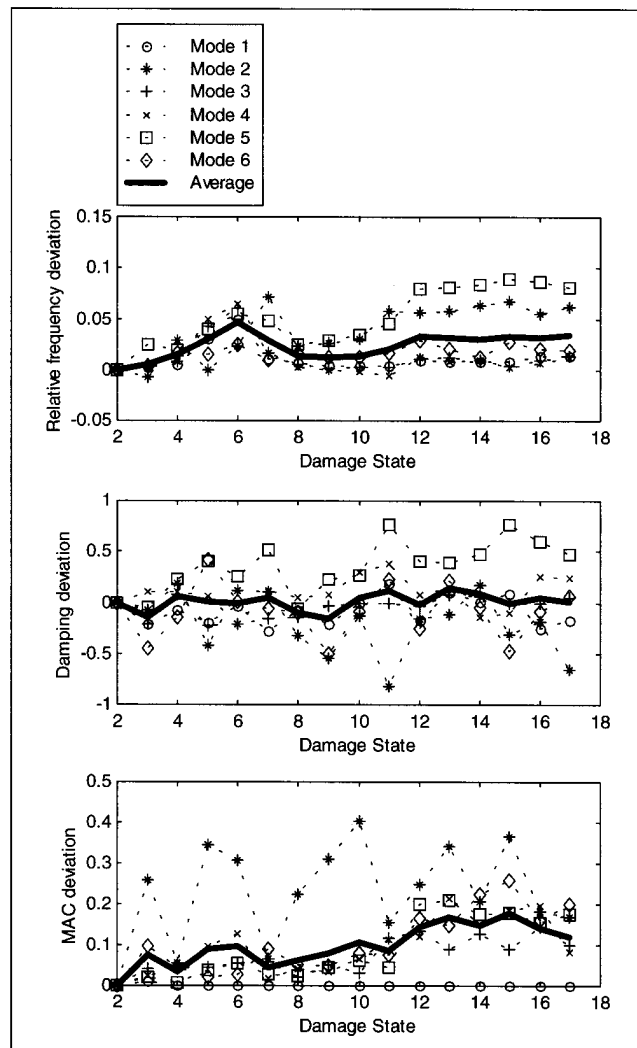 Mode 1
Mode 2
Mode 3
Mode 4
Mode 5
Mode 6
Average
Relative frequency deviation
0.15
0.1
0.05
0
-0.05
2 4 6 8 10 12 14 16 18
Damage State
Damping deviation
1
0.5
0
-0.5
-1
2 4 6 8 10 12 14 16 18
Damage State
MAC deviation
0.5
0.4
0.3
0.2
0.1
0
2 4 6 8 10 12 14 16 18
Damage State